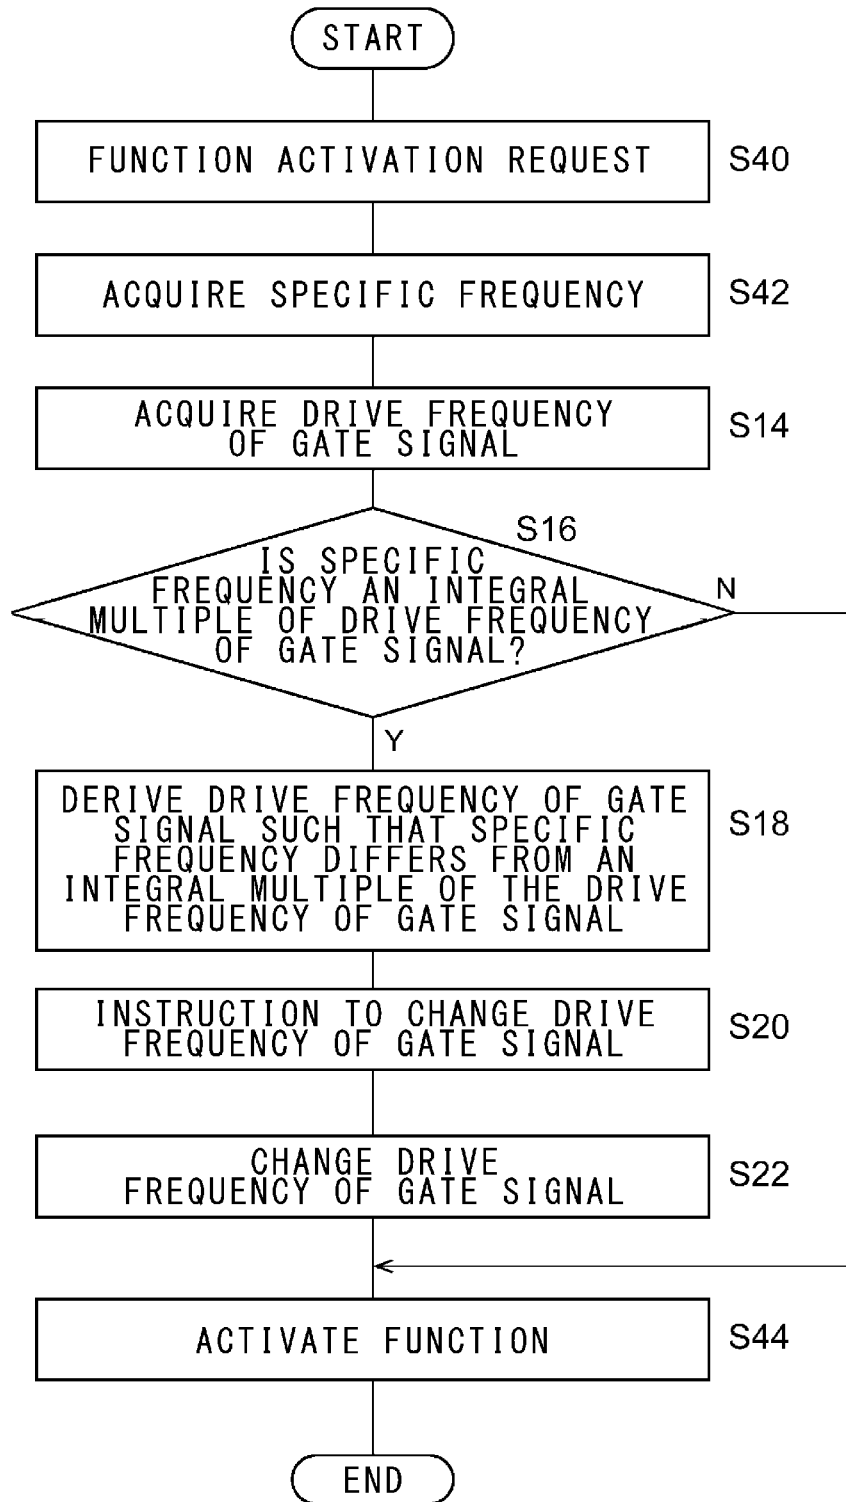 START
FUNCTION ACTIVATION REQUEST
S40
ACQUIRE SPECIFIC FREQUENCY
S42
ACQUIRE DRIVE FREQUENCY
OF GATE SIGNAL
S14
S16
IS SPECIFIC
FREQUENCY AN INTEGRAL
MULTIPLE OF DRIVE FREQUENCY
OF GATE SIGNAL?
N
Y
DERIVE DRIVE FREQUENCY OF GATE
SIGNAL SUCH THAT SPECIFIC
FREQUENCY DIFFERS FROM AN
INTEGRAL MULTIPLE OF THE DRIVE
FREQUENCY OF GATE SIGNAL
S18
INSTRUCTION TO CHANGE DRIVE
FREQUENCY OF GATE SIGNAL
S20
CHANGE DRIVE
FREQUENCY OF GATE SIGNAL
S22
ACTIVATE FUNCTION
S44
END